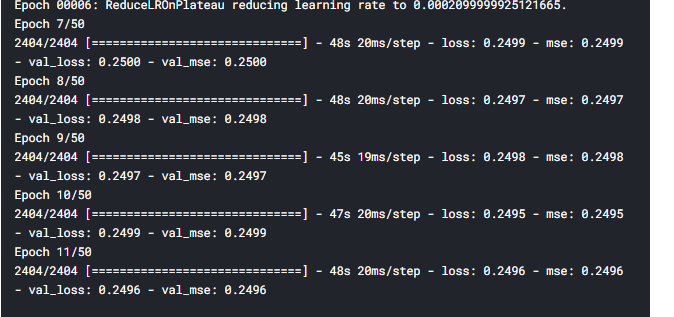 Epoch 00006: ReduceLROnPlateau reducing learning rate to 0.0002099999925121665.
Epoch 7/50
2404/2404 [==============================] - 48s 20ms/step - loss: 0.2499 - mse: 0.2499
- val_loss: 0.2500 - val_mse: 0.2500
Epoch 8/50
2404/2404 [==============================] - 48s 20ms/step - loss: 0.2497 - mse: 0.2497
- val_loss: 0.2498 - val_mse: 0.2498
Epoch 9/50
2404/2404 [==============================] - 45s 19ms/step - loss: 0.2498 - mse: 0.2498
- val_loss: 0.2497 - val_mse: 0.2497
Epoch 10/50
2404/2404 [==============================] - 47s 20ms/step - loss: 0.2495 - mse: 0.2495
- val_loss: 0.2499 - val_mse: 0.2499
Epoch 11/50
2404/2404 [==============================] - 48s 20ms/step - loss: 0.2496 - mse: 0.2496
- val_loss: 0.2496 - val_mse: 0.2496